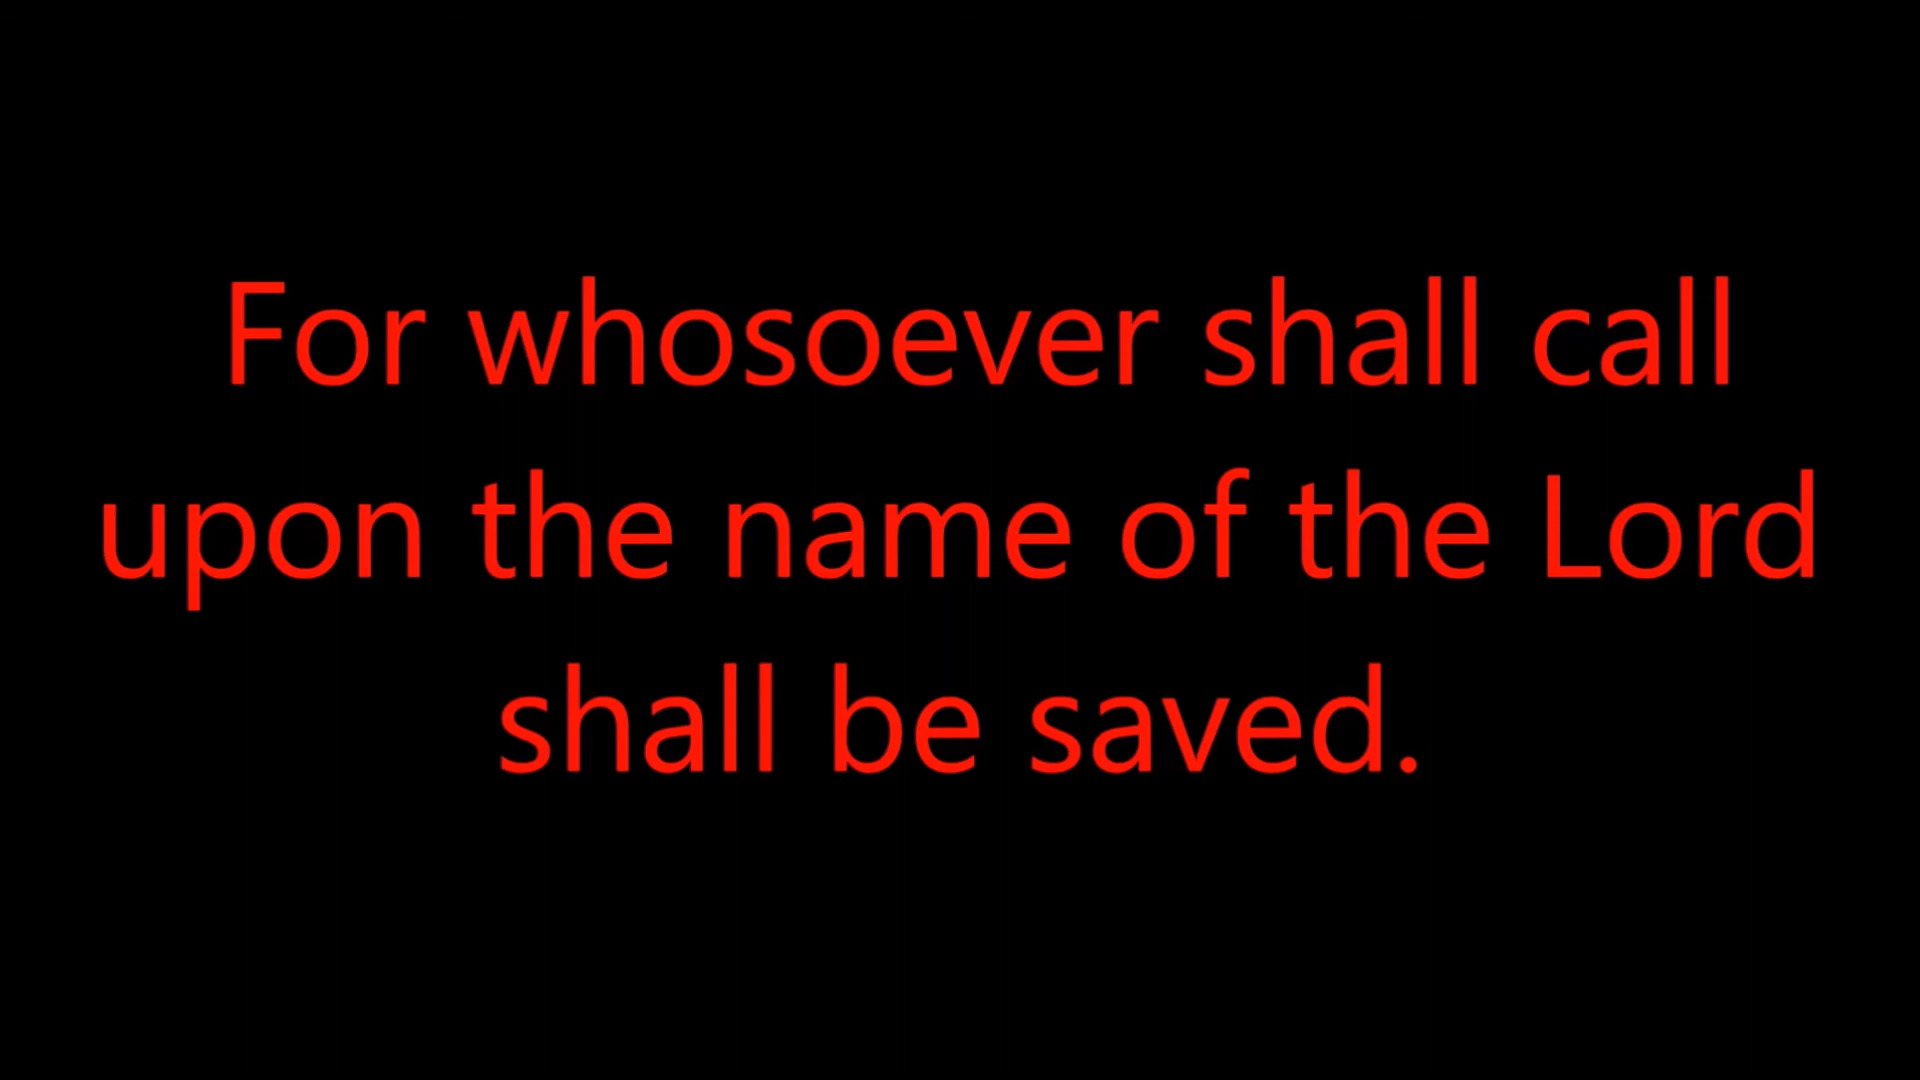 For whosoever shall call
upon the name of the Lord
shall be saved.